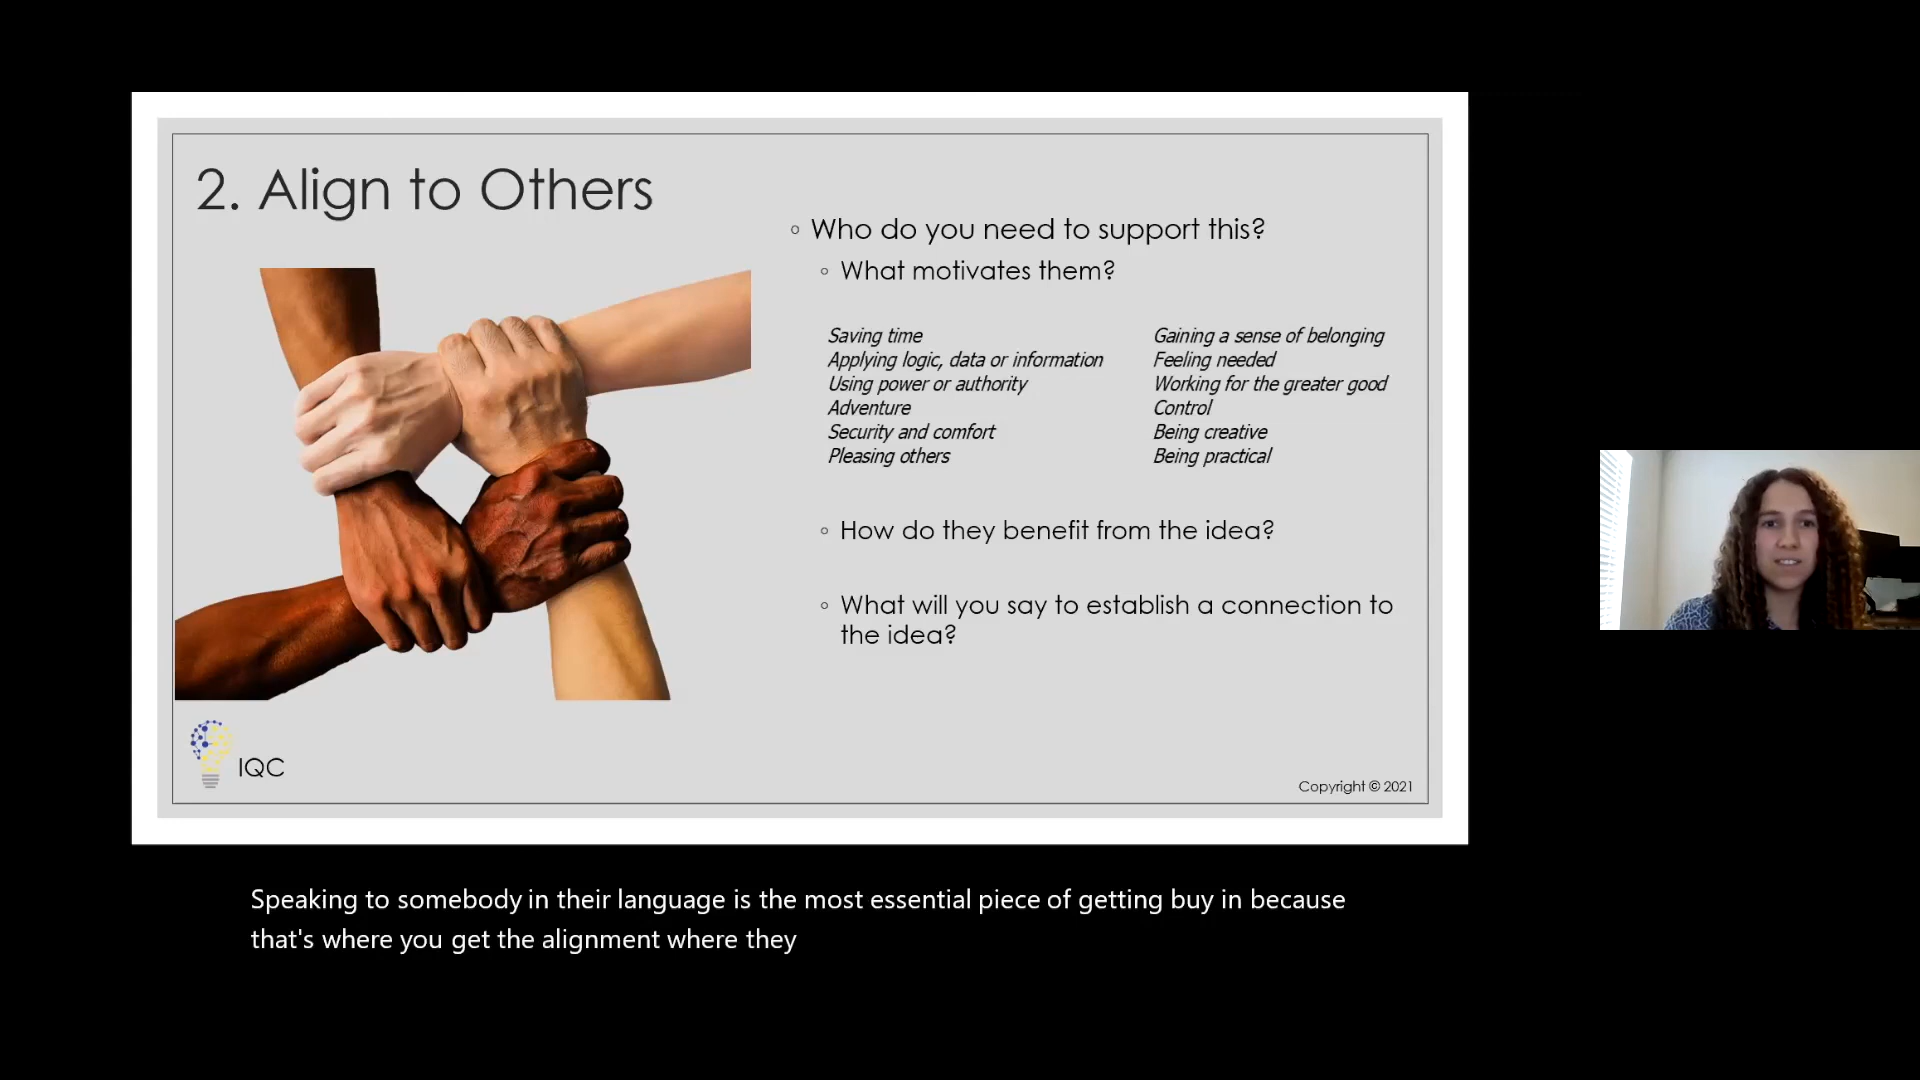 2. Align to Others
Who do you need to support this?
What motivates them?
Saving time
Applying logic, data or information
Using power or authority
Adventure
Security and comfort
Pleasing others
Gaining a sense of belonging
Feeling needed
Working for the greater good
Control
Being creative
Being practical
How do they benefit from the idea?
What will you say to establish a connection to
the idea?
IQC
Copyright © 2021
Speaking to somebody in their language is the most essential piece of getting buy in because
that's where you get the alignment where they